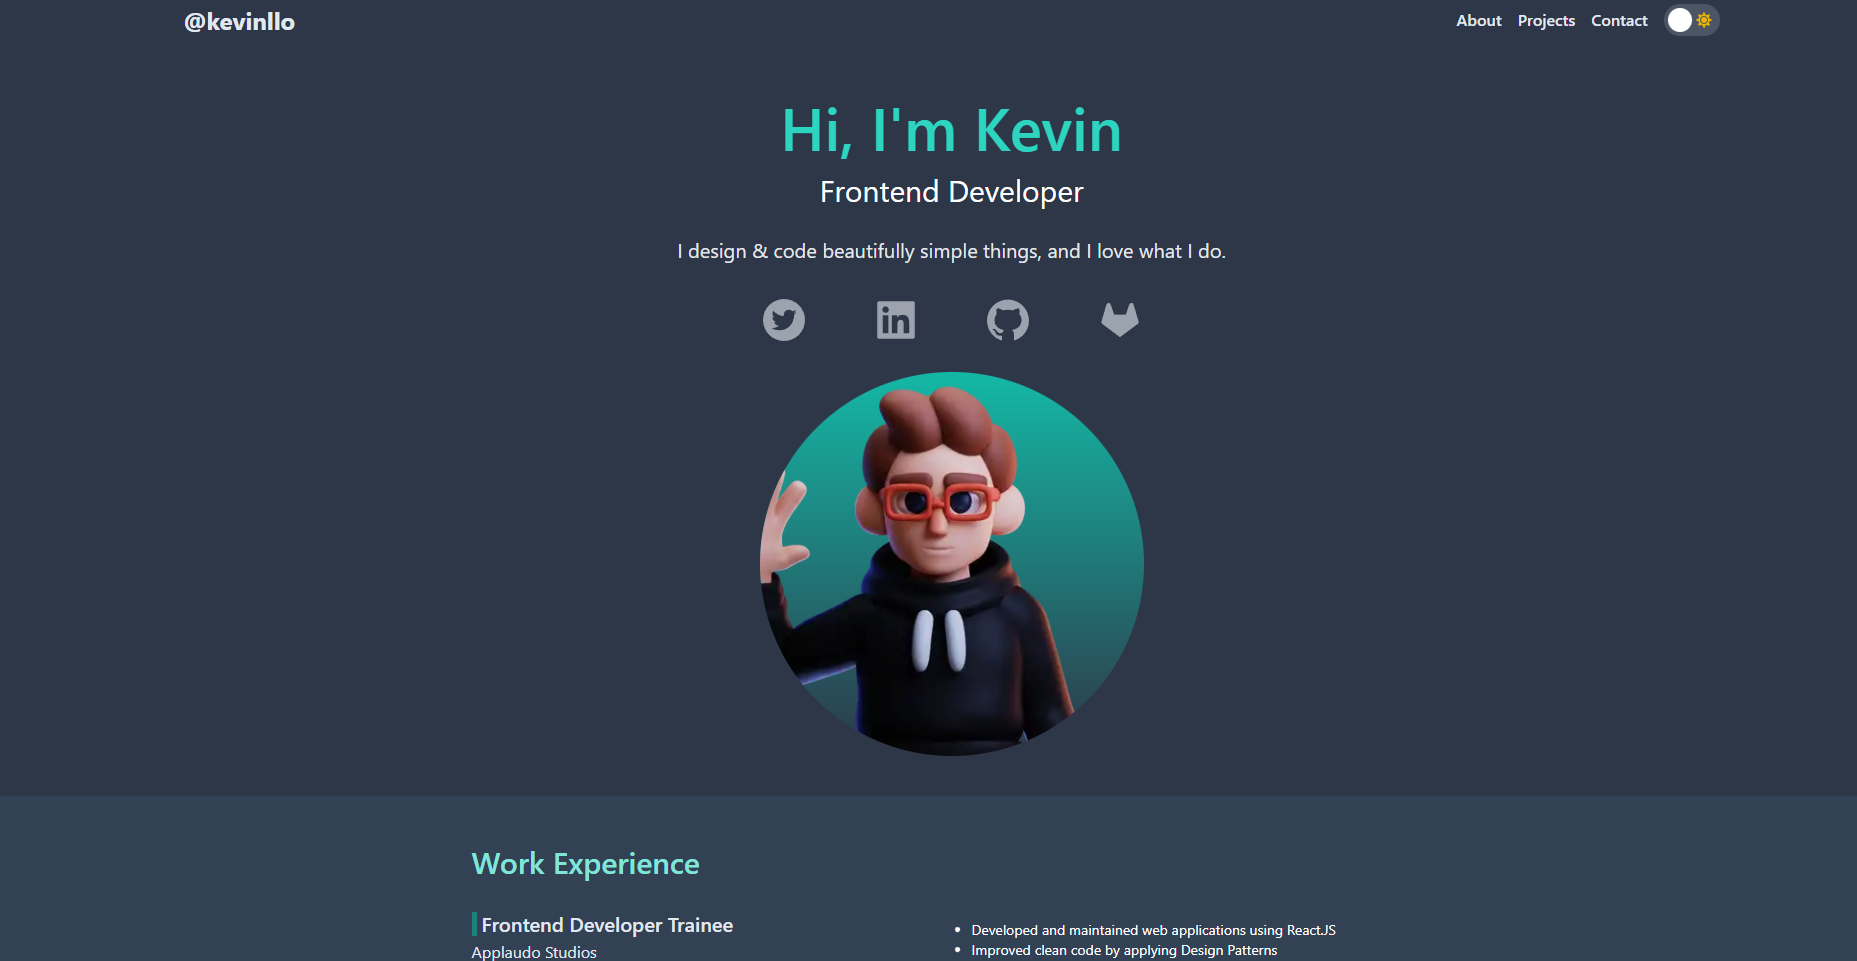 @kevinllo
About Projects Contact
Hi, I'm Kevin
Frontend Developer
I design & code beautifully simple things, and I love what I do.
in
Work Experience
Frontend Developer Trainee
Applaudo Studios
Developed and maintained web applications using React.JS
Improved clean code by applying Design Patterns